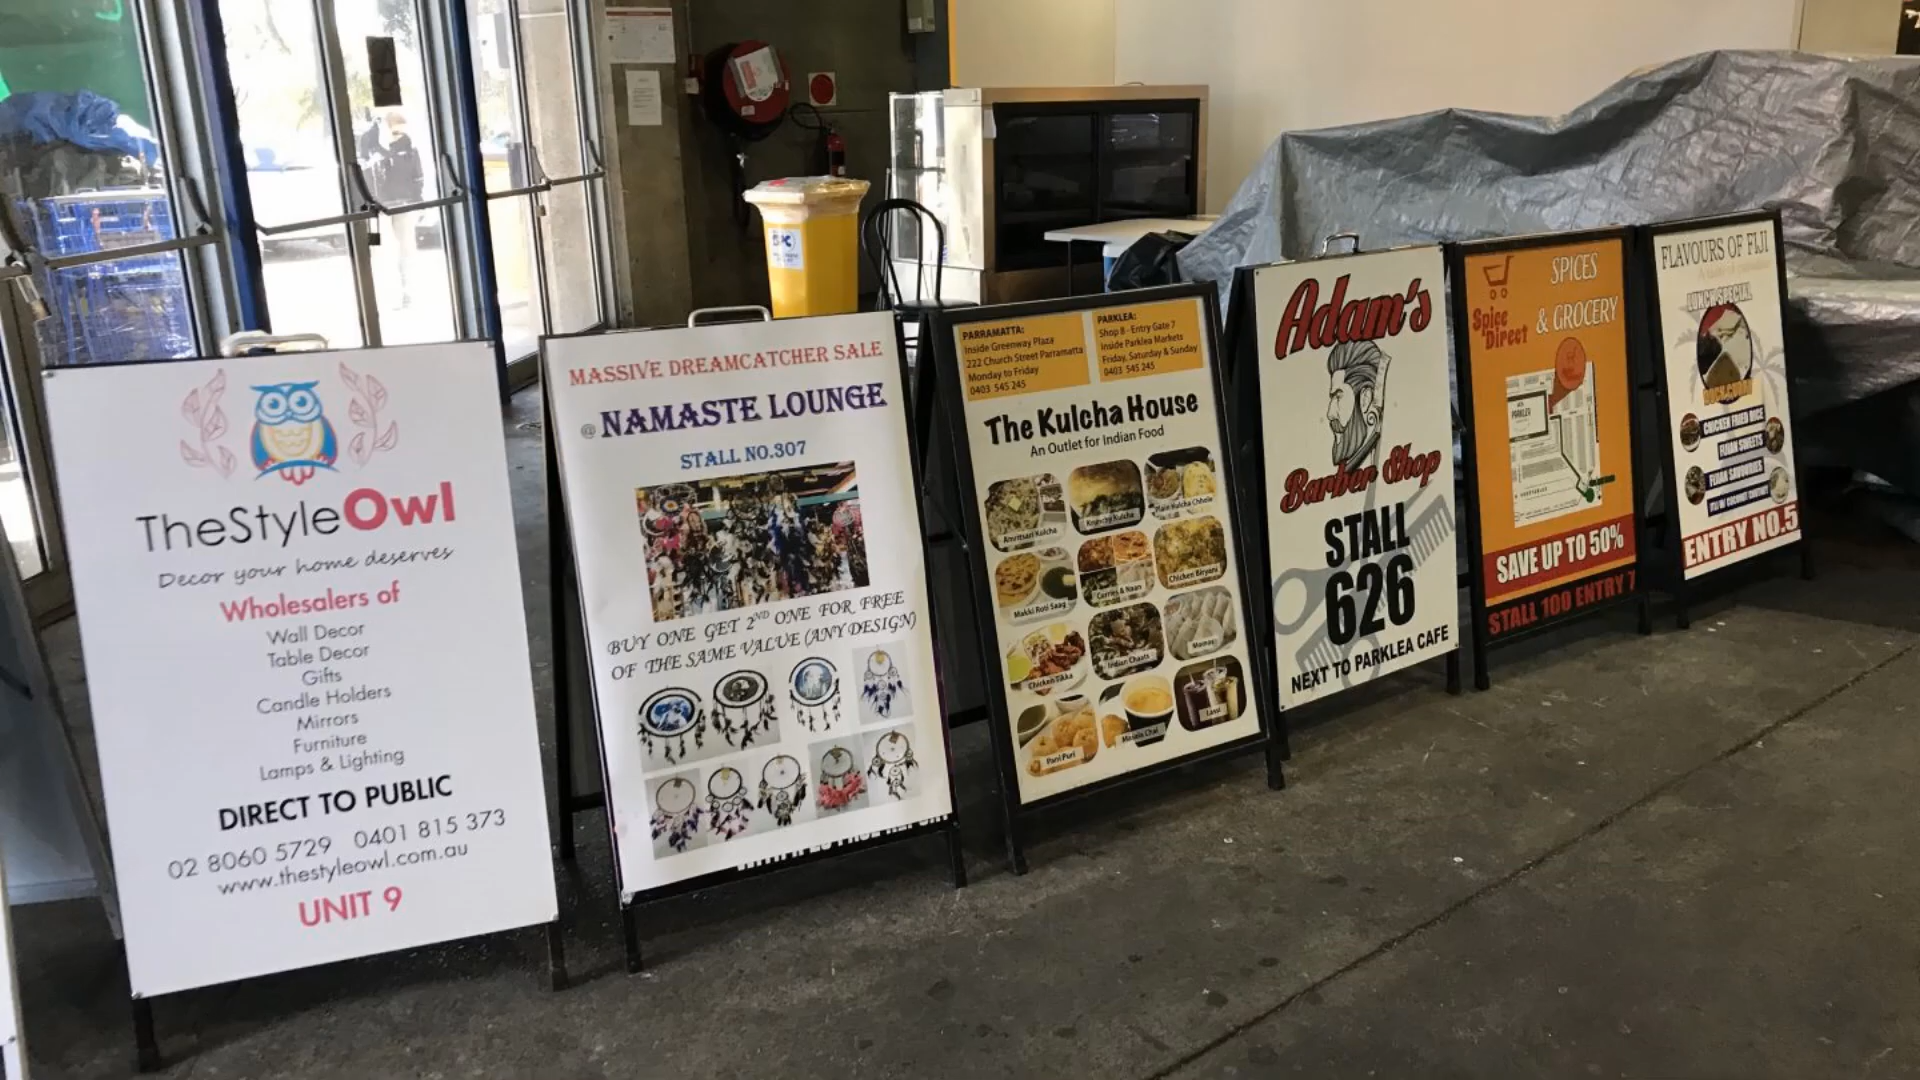 TheStyleOwl
Decor your home deserves
Wholesalers of
Wall Decor
Table Decor
Gifts
Candle Holders
Mirrors
Furniture
Lamps & Lighting
DIRECT TO PUBLIC
02 8060 5729 0401 815 373
www.thestyleowl.com.au
UNIT 9
MASSIVE DREAMCATCHER SALE
@ NAMASTE LOUNGE
STALL NO.307
BUY ONE GET 2ND ONE FOR FREE
OF THE SAME VALUE (ANY DESIGN)
PARRAMATTA:
Inside Greenway Plaza
222 Church Street Parramatta
Monday to Friday
0403 545 245
PARKLEA:
Shop 8 - Entry Gate 7
Inside Parklea Markets
Friday, Saturday & Sunday
0403 545 245
The Kulcha House
An Outlet for Indian Food
Amritsari Kulcha
Krunchy Kulcha
Plain Kulcha Chhole
Makki Roti Saag
Curries & Naan
Chicken Biryani
Chicken Tikka
Indian Chaats
Momos
Pani Puri
Masala Chai
Lassi
Adam's
Barber Shop
STALL
626
NEXT TO PARKLEA CAFE
SPICES
& GROCERY
Spice
Direct
PARKLEA
SAVE UP TO 50%
STALL 100 ENTRY 7
FLAVOURS OF FIJI
LUNCH SPECIAL
DUCK CURRY
CHICKEN FRIED RICE
FIJIAN SWEETS
FIJIAN SAVOURIES
ENTRY NO.5